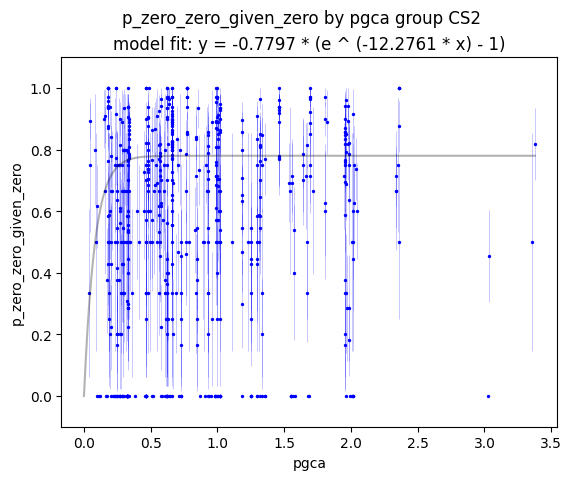 p_zero_zero_given_zero by pgca group CS2
model fit: y = -0.7797 * (e ^ (-12.2761 * x) - 1)
p_zero_zero_given_zero
1.0
0.8
0.6
0.4
0.2
0.0
0.0 0.5 1.0 1.5 2.0 2.5 3.0 3.5
pgca